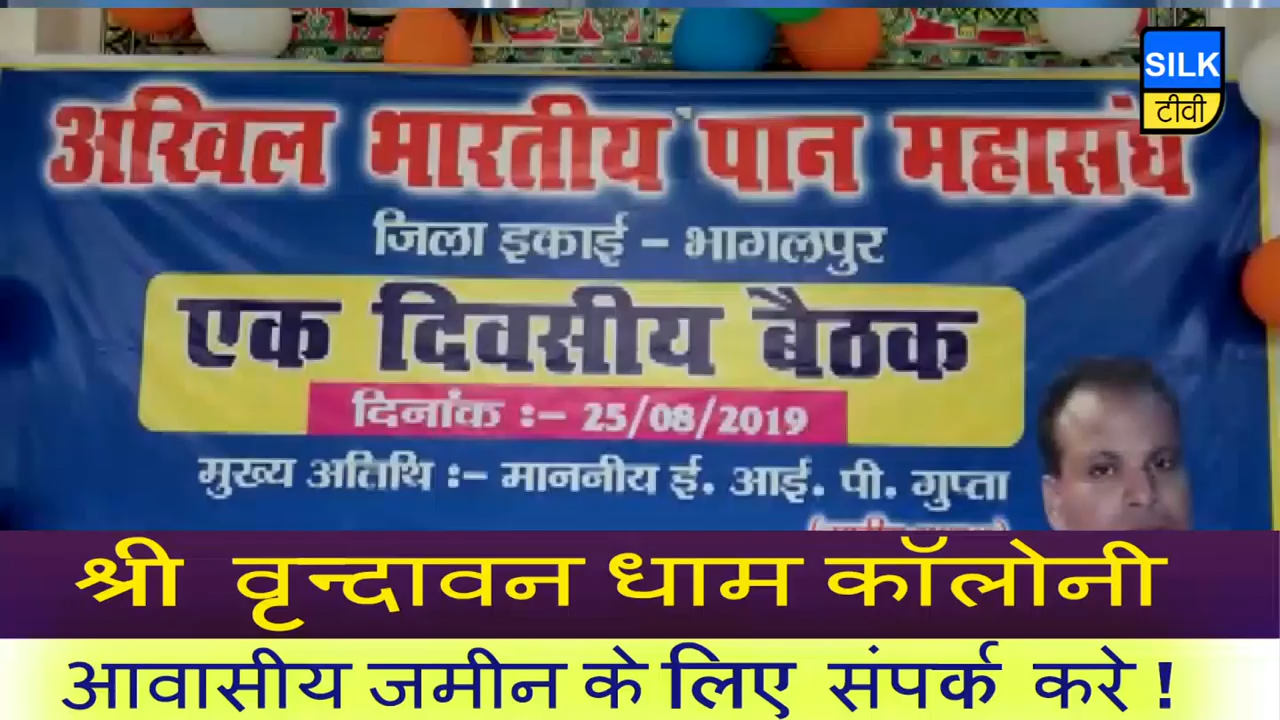 SILK
टीवी
अखिल भारतीय पान महासंघ
जिला इकाई - भागलपुर
एक दिवसीय बैठक
दिनांक :- 25/08/2019
मुख्य अतिथि :- माननीय ई. आई. पी. गुप्ता
श्री वृन्दावन धाम कॉलोनी
आवासीय जमीन के लिए संपर्क करे !